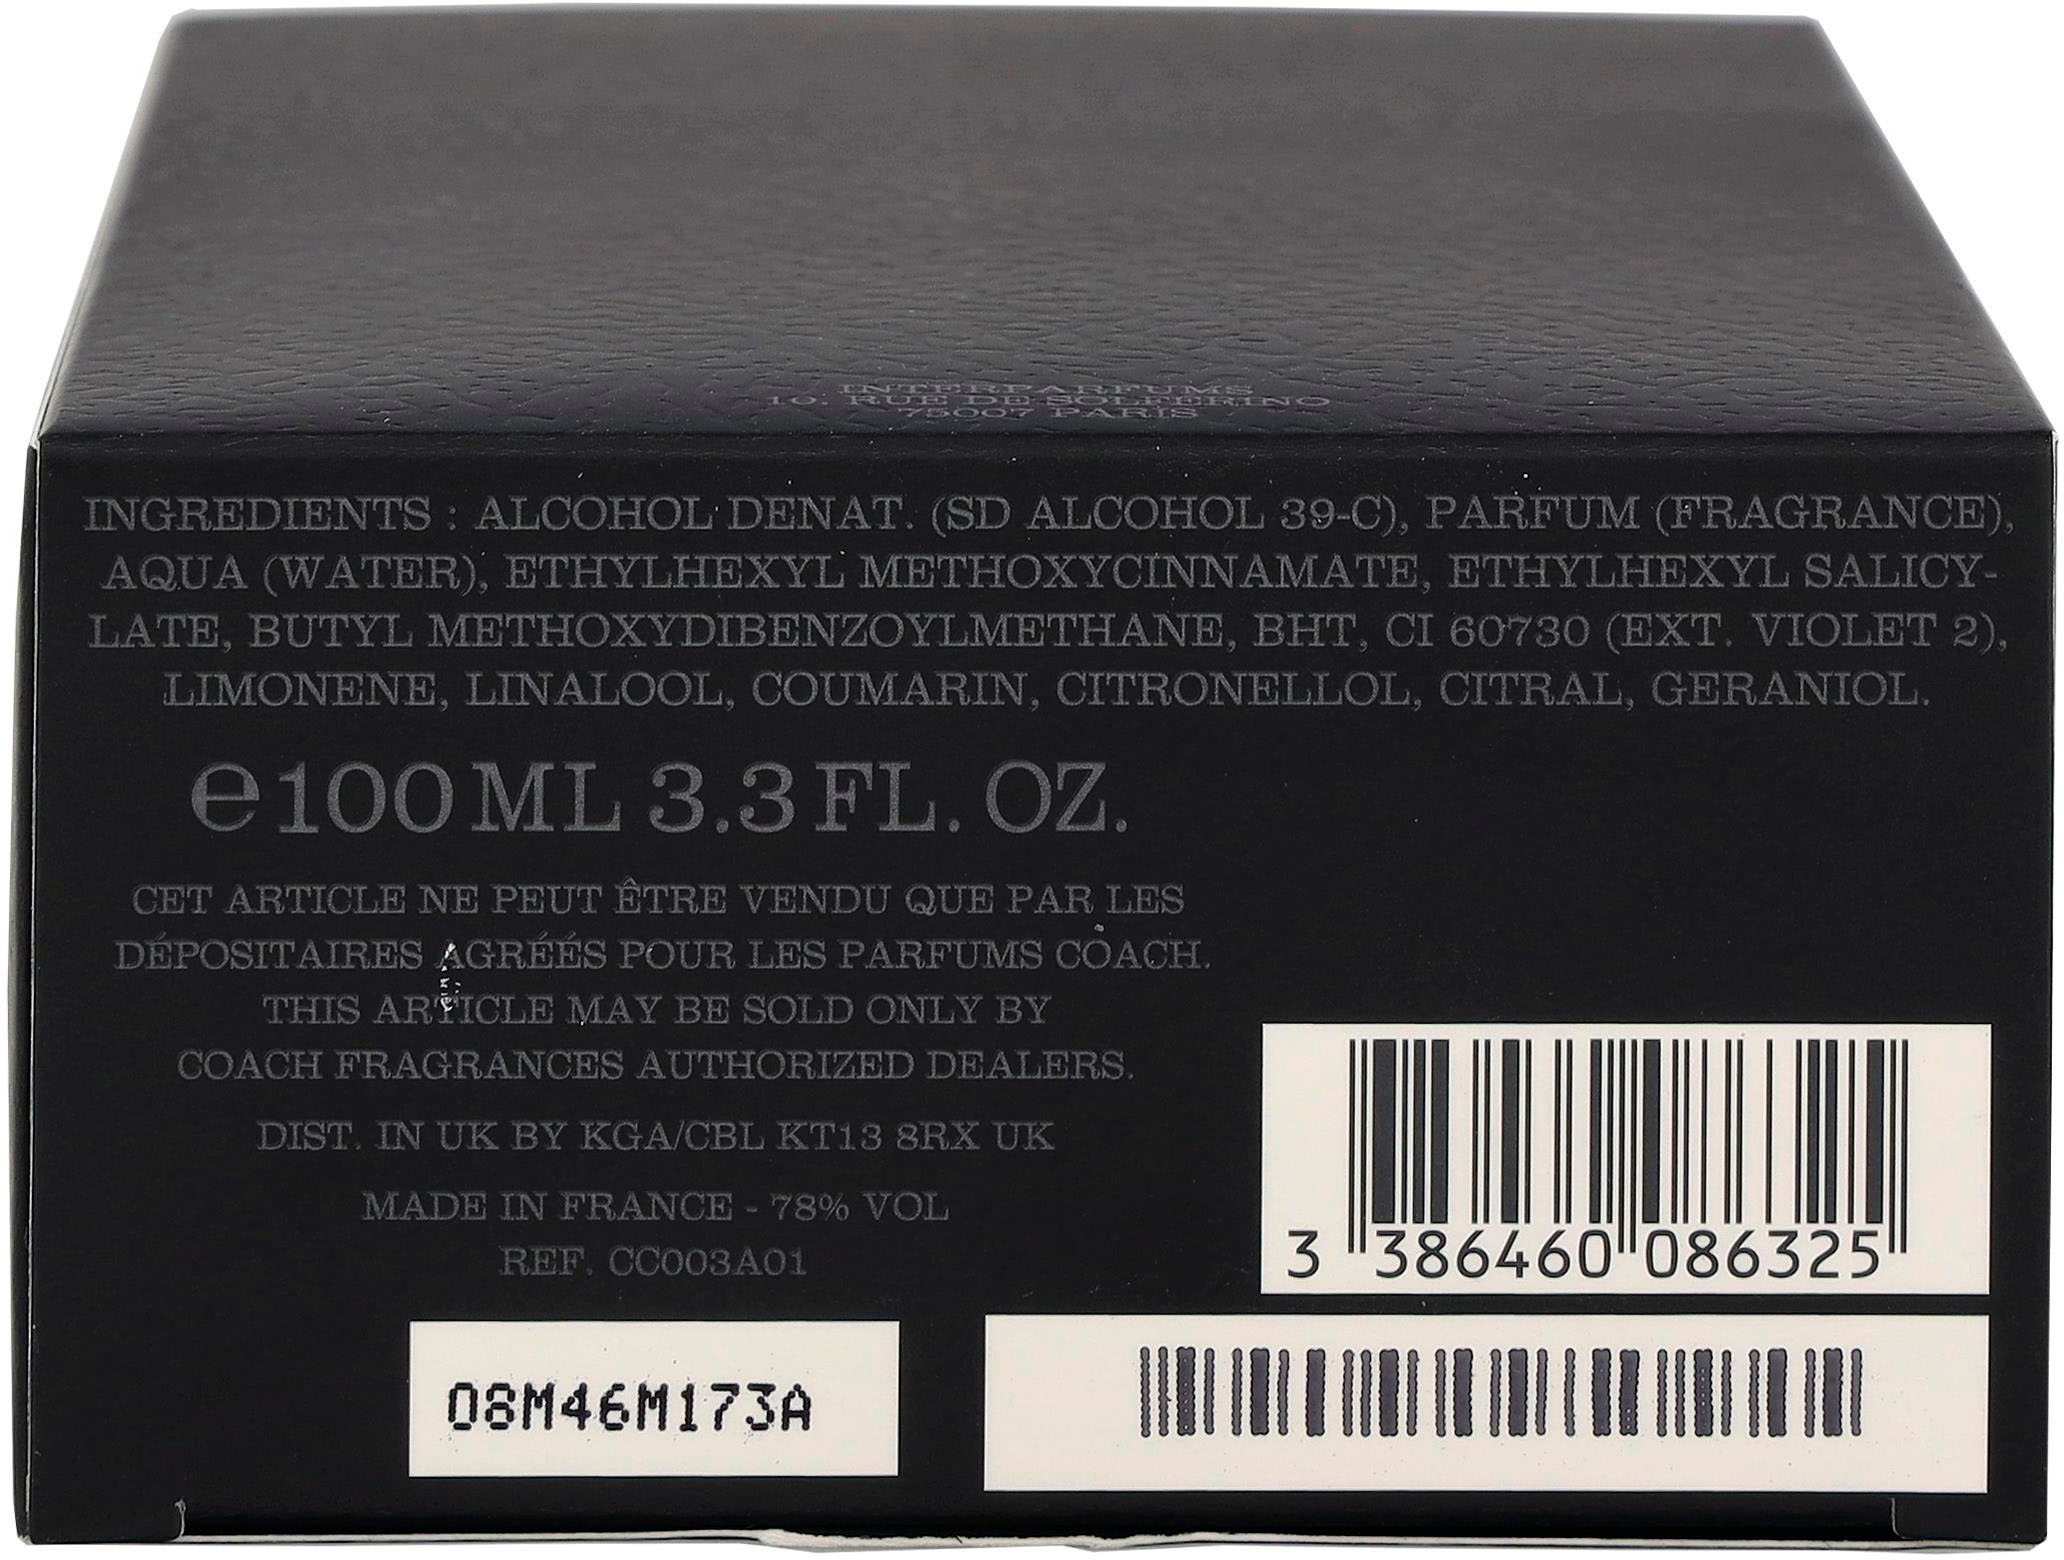 INTERPARFUMS
10, RUE DE SOLFERINO
75007 PARIS
INGREDIENTS : ALCOHOL DENAT. (SD ALCOHOL 39-C), PARFUM (FRAGRANCE),
AQUA (WATER), ETHYLHEXYL METHOXYCINNAMATE, ETHYLHEXYL SALICY-
LATE, BUTYL METHOXYDIBENZOYLMETHANE, BHT, CI 60730 (EXT. VIOLET 2),
LIMONENE, LINALOOL, COUMARIN, CITRONELLOL, CITRAL, GERANIOL.
℮100 ML 3.3 FL. OZ.
CET ARTICLE NE PEUT ÊTRE VENDU QUE PAR LES
DÉPOSITAIRES AGRÉÉS POUR LES PARFUMS COACH.
THIS ARTICLE MAY BE SOLD ONLY BY
COACH FRAGRANCES AUTHORIZED DEALERS.
DIST. IN UK BY KGA/CBL KT13 8RX UK
MADE IN FRANCE - 78% VOL
REF. CC003A01
3 386460 086325
08M46M173A